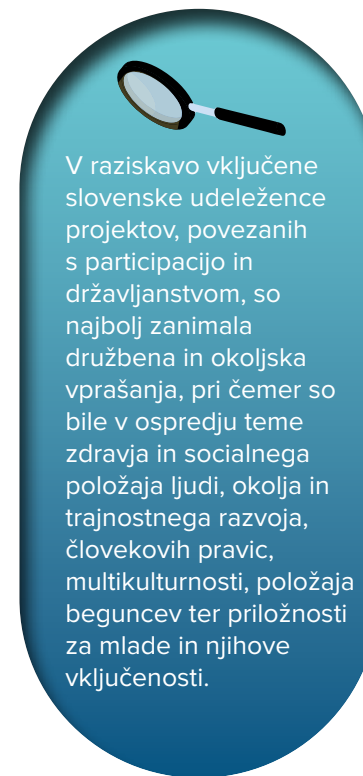 V raziskavo vključene
slovenske udeležence
projektov, povezanih
s participacijo in
državljanstvom, so
najbolj zanimala
družbena in okoljska
vprašanja, pri čemer so
bile v ospredju teme
zdravja in socialnega
položaja ljudi, okolja in
trajnostnega razvoja,
človekovih pravic,
multikulturnosti, položaja
beguncev ter priložnosti
za mlade in njihove
vključenosti.